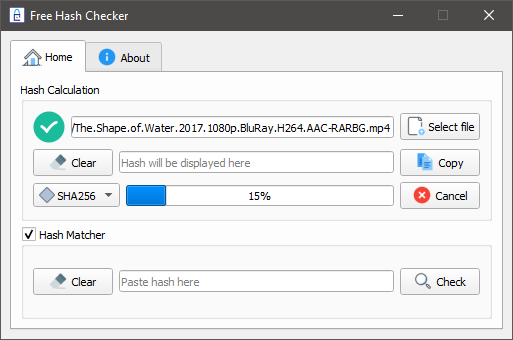 Free Hash Checker
Home
About
Hash Calculation
/The.Shape.of.Water.2017.1080p.BluRay.H264.AAC-RARBG.mp4
Select file
Clear
Hash will be displayed here
Copy
SHA256
15%
Cancel
Hash Matcher
Clear
Paste hash here
Check